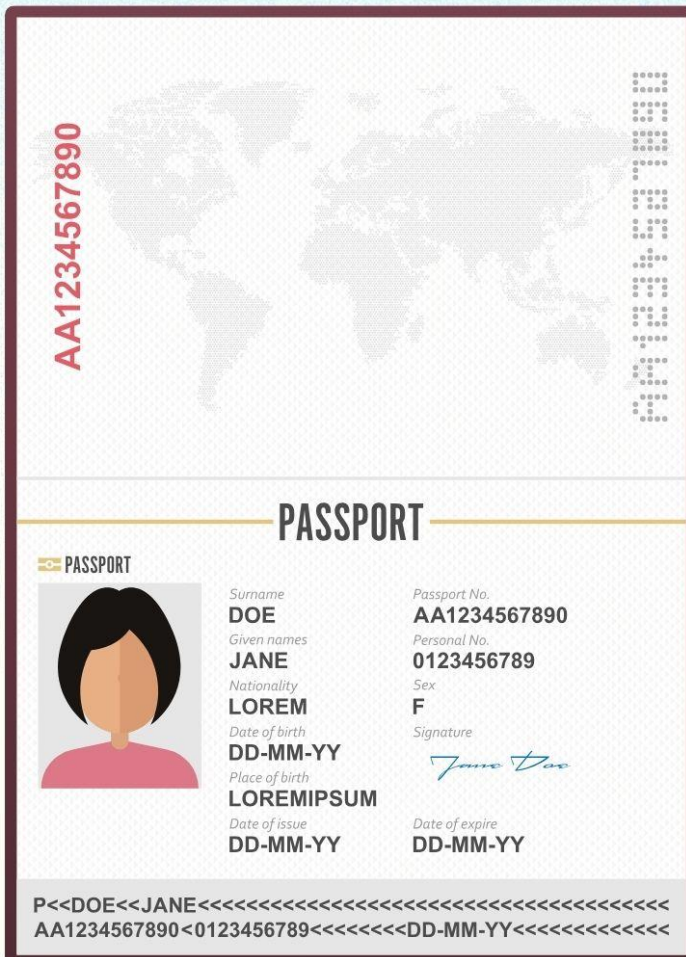 AA1234567890
AA1234567890
PASSPORT
PASSPORT
Surname
DOE
Given names
JANE
Nationality
LOREM
Date of birth
DD-MM-YY
Place of birth
LOREMIPSUM
Date of issue
DD-MM-YY
Passport No.
AA1234567890
Personal No.
0123456789
Sex
F
Signature
Jane Doe
Date of expire
DD-MM-YY
P<<DOE<<JANE<<<<<<<<<<<<<<<<<<<<<<<<<<<<<<<<<<<<<<<
AA1234567890<0123456789<<<<<<<<DD-MM-YY<<<<<<<<<<<<<